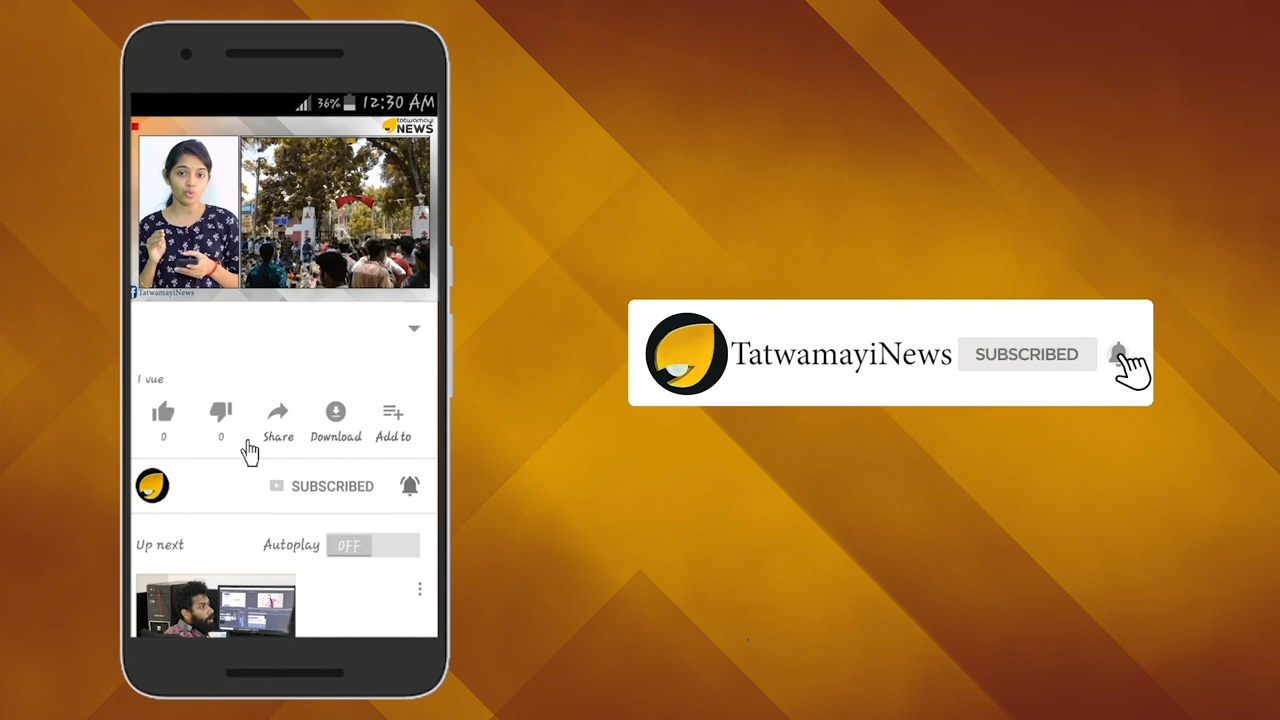 36% 12:30 AM
tatwamayi
NEWS
TatwamayiNews
1 vue
0 0 Share Download Add to
SUBSCRIBED
Up next Autoplay OFF
TatwamayiNews SUBSCRIBED